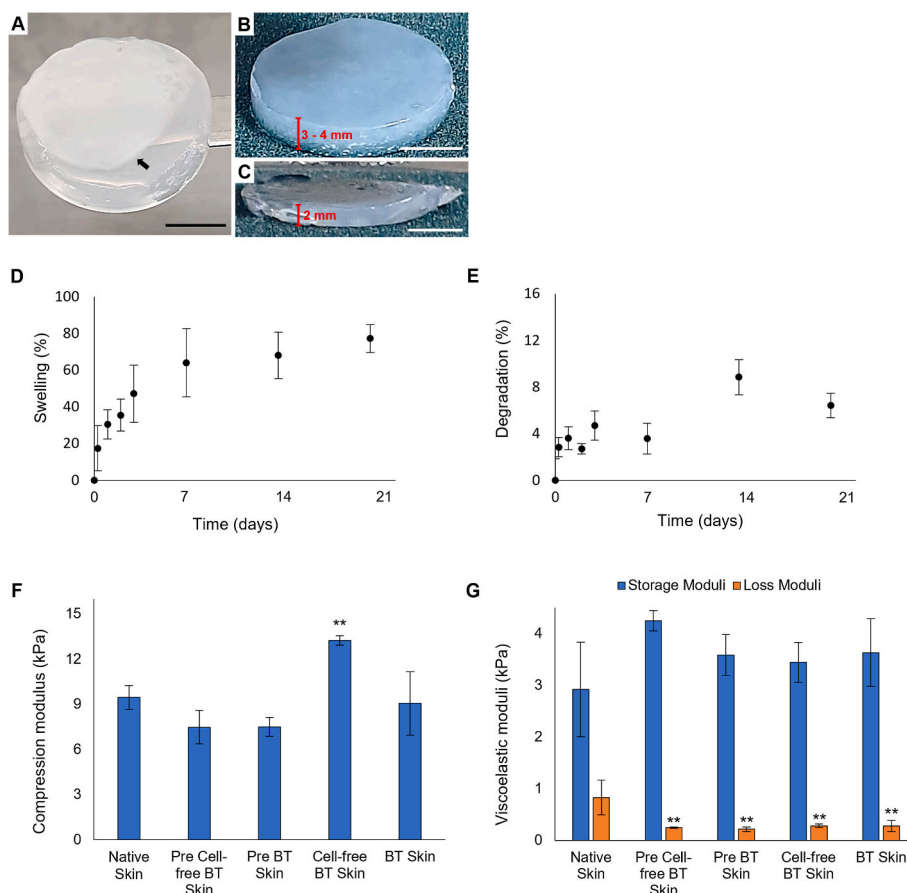 A
B
3 - 4 mm
C
2 mm
D
100
80
60
40
20
0
Swelling (%)
0 7 14 21
Time (days)
E
16
12
8
4
0
Degradation (%)
0 7 14 21
Time (days)
F
15
12
9
6
3
0
Compression modulus (kPa)
**
Native
Skin
Pre Cell-
free BT
Skin
Pre BT
Skin
Cell-free
BT Skin
BT Skin
G
Storage Moduli Loss Moduli
4
3
2
1
0
Viscoelastic moduli (kPa)
** ** ** **
Native
Skin
Pre Cell-
free BT
Skin
Pre BT
Skin
Cell-free
BT Skin
BT Skin